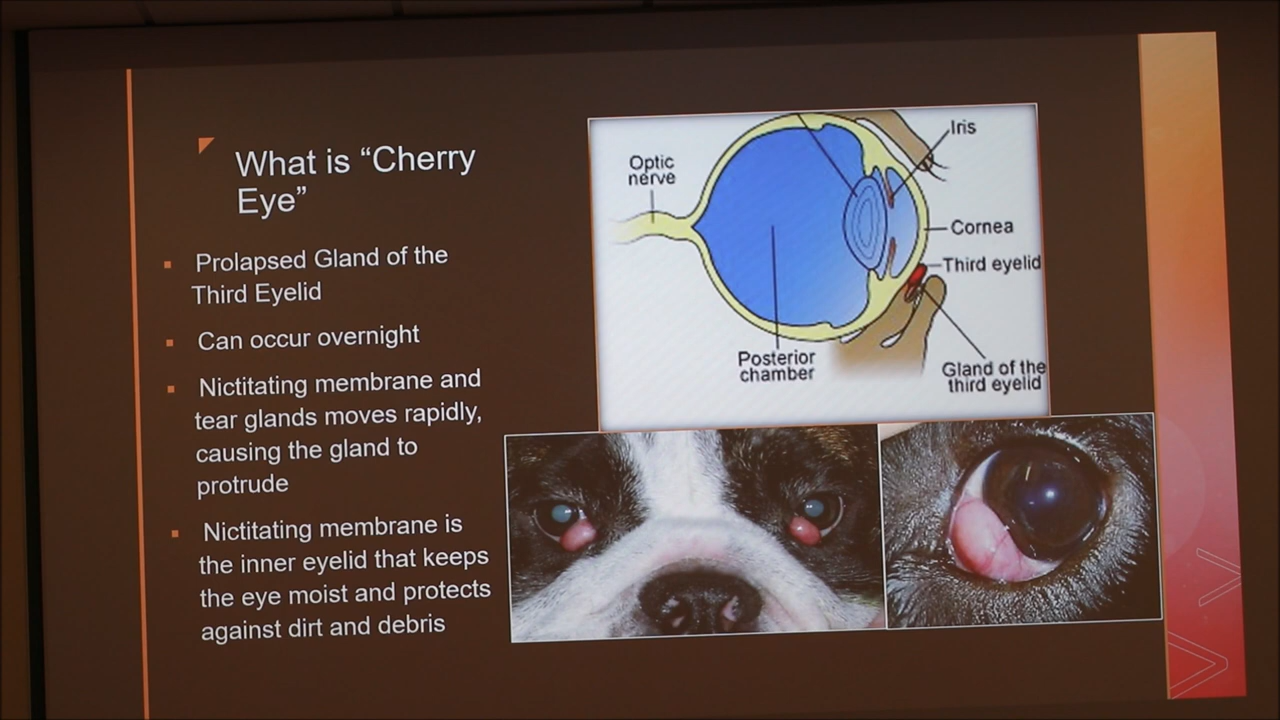 What is “Cherry
Eye”
▪ Prolapsed Gland of the
Third Eyelid
▪ Can occur overnight
▪ Nictitating membrane and
tear glands moves rapidly,
causing the gland to
protrude
▪ Nictitating membrane is
the inner eyelid that keeps
the eye moist and protects
against dirt and debris
Optic
nerve
Iris
Cornea
Third eyelid
Posterior
chamber
Gland of the
third eyelid